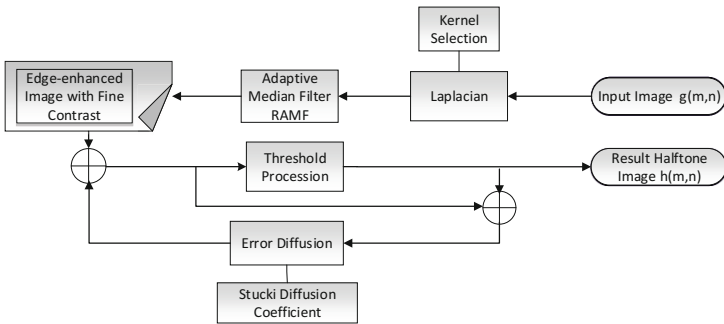 Kernel
Selection
Edge-enhanced
Image with Fine
Contrast
Adaptive
Median Filter
RAMF
Laplacian
Input Image g(m,n)
Threshold
Procession
Result Halftone
Image h(m,n)
Error Diffusion
Stucki Diffusion
Coefficient